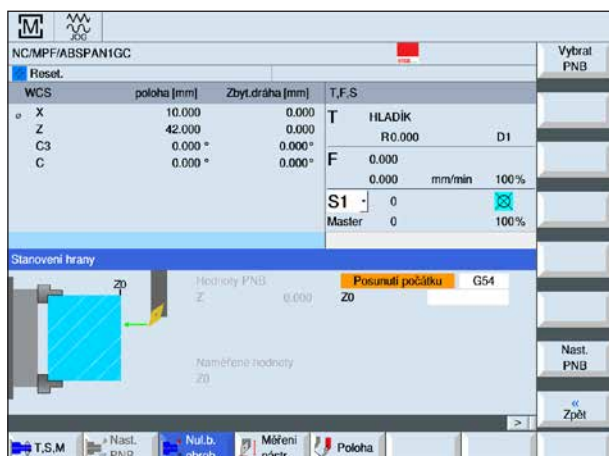 M
JOG
NC/MPF/ABSPAN1GC
Vybrat
PNB
Reset.
WCS poloha [mm] Zbyt.dráha [mm] T,F,S
ø X 10.000 0.000 T HLADÍK
Z 42.000 0.000 R0.000 D1
C3 0.000 ° 0.000° F 0.000
C 0.000 ° 0.000° 0.000 mm/min 100%
S1 0
Master 0 100%
Stanovení hrany
Z0 Hodnoty PNB Posunutí počátku G54
Z 0.000 Z0
Naměřené hodnoty
Z0
Nast.
PNB
«
Zpět
>
T,S,M Nast. PNB Nul.b. obrob. Měření nástr. Poloha